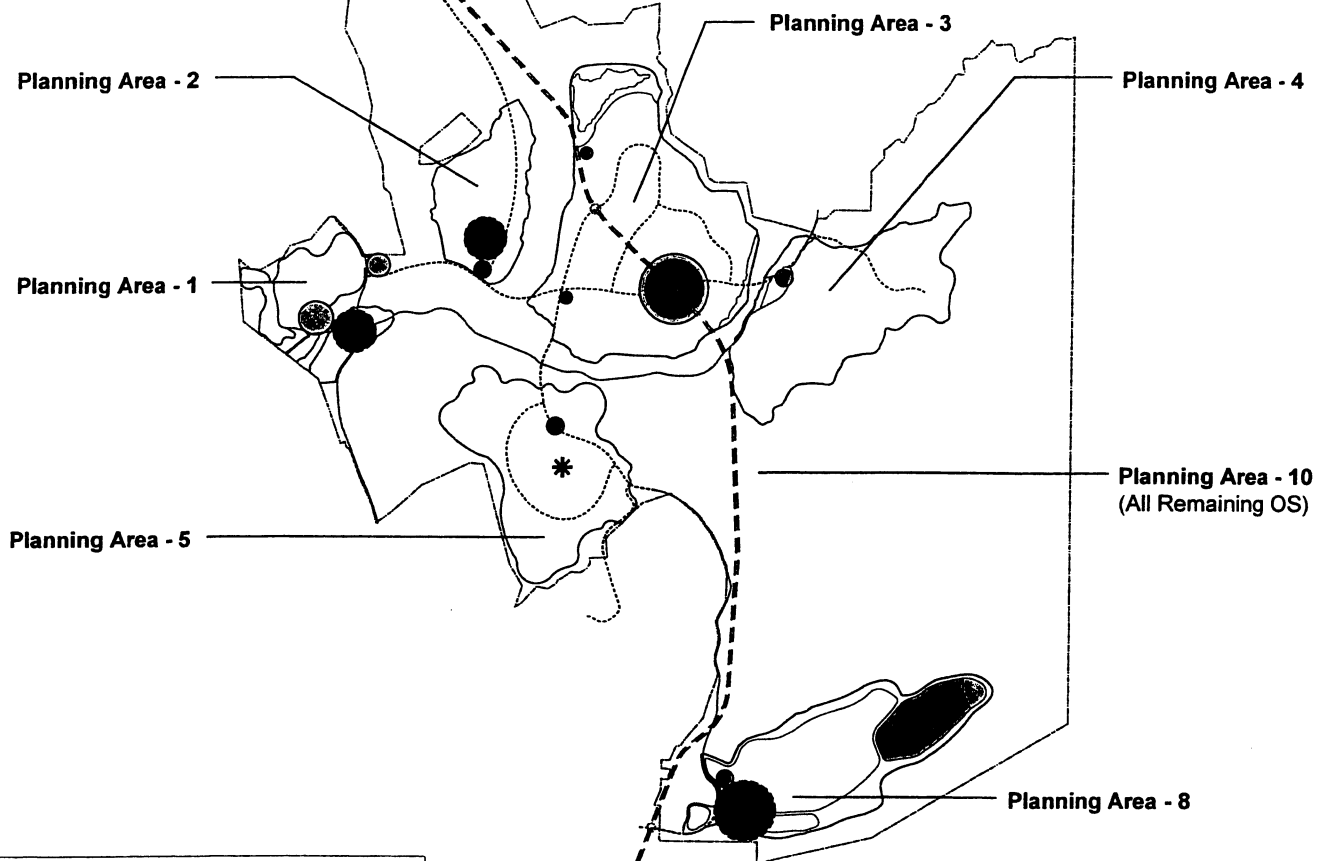 Planning Area - 3
Planning Area - 2
Planning Area - 4
Planning Area - 1
Planning Area - 10
(All Remaining OS)
Planning Area - 5
Planning Area - 8